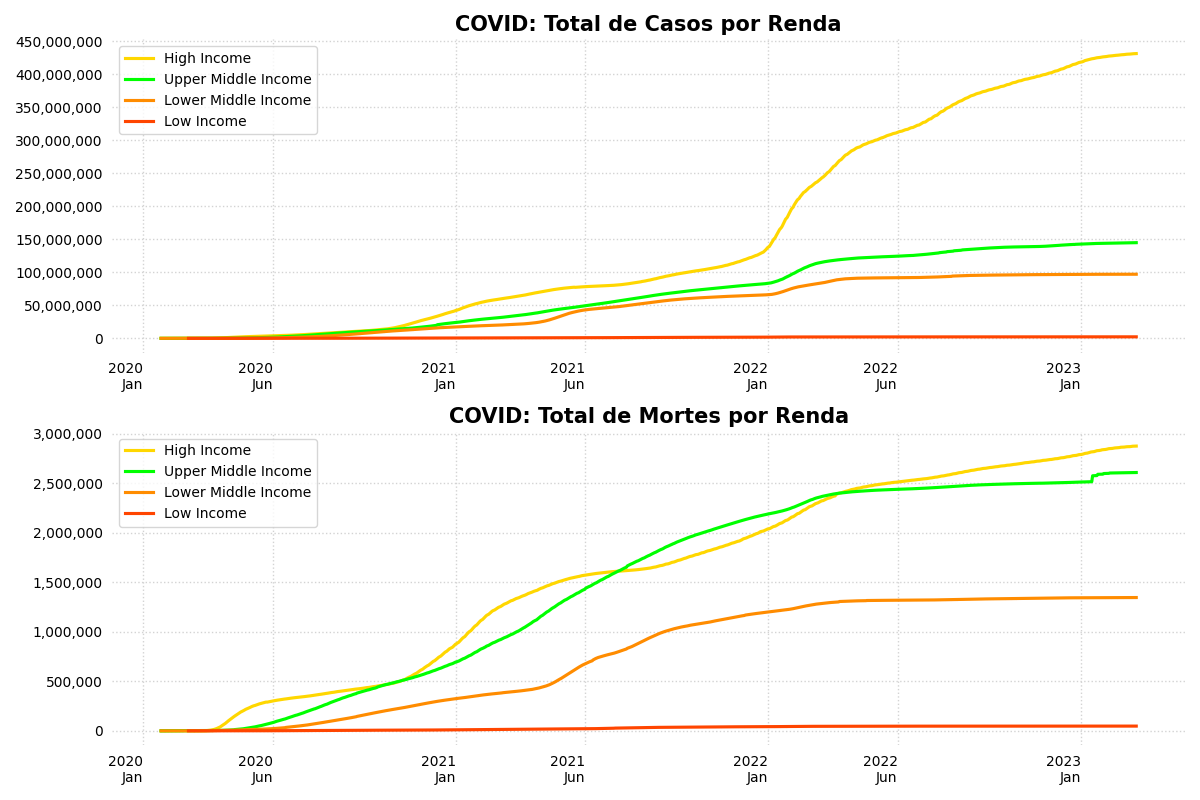 COVID: Total de Casos por Renda
450,000,000
400,000,000
350,000,000
300,000,000
250,000,000
200,000,000
150,000,000
100,000,000
50,000,000
0
High Income
Upper Middle Income
Lower Middle Income
Low Income
2020 2020 2021 2021 2022 2022 2023
Jan Jun Jan Jun Jan Jun Jan
COVID: Total de Mortes por Renda
3,000,000
2,500,000
2,000,000
1,500,000
1,000,000
500,000
0
High Income
Upper Middle Income
Lower Middle Income
Low Income
2020 2020 2021 2021 2022 2022 2023
Jan Jun Jan Jun Jan Jun Jan